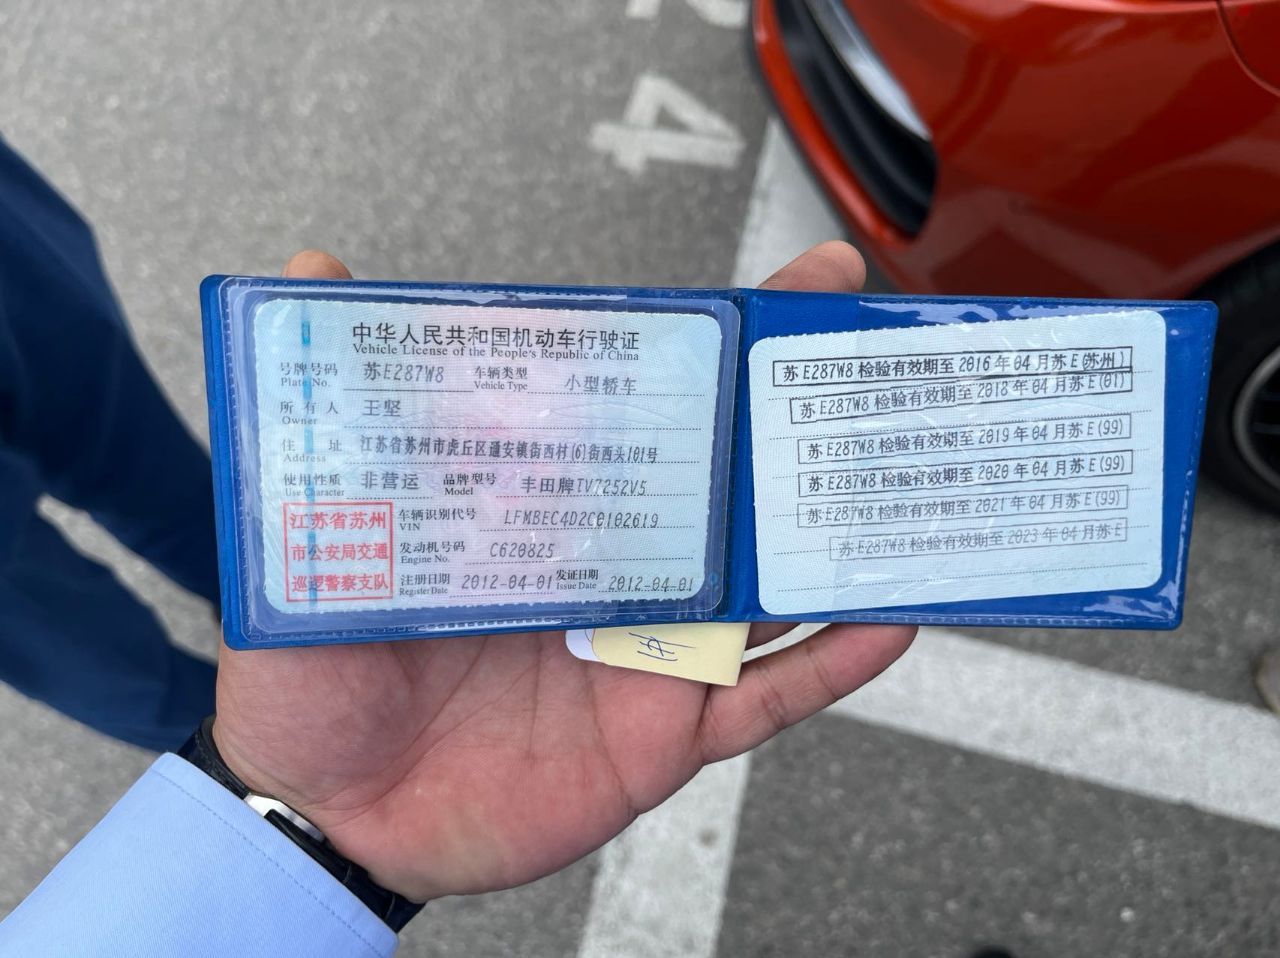 中华人民共和国机动车行驶证
Vehicle License of the People's Republic of China
号牌号码 Plate No. 苏E287W8 车辆类型 Vehicle Type 小型轿车
所有人 Owner 王坚
住址 Address 江苏省苏州市虎丘区通安镇街西村(6)街西头101号
使用性质 Use Character 非营运 品牌型号 Model 丰田牌TV7252V5
车辆识别代号 VIN LFMBEC4D2C0102619
发动机号码 Engine No. C620825
注册日期 Register Date 2012-04-01 发证日期 Issue Date 2012-04-01
江苏省苏州
市公安局交通
巡逻警察支队
苏E287W8 检验有效期至 2016 年 04 月苏 E (苏州)
苏E287W8 检验有效期至 2018 年 04 月苏 E (01)
苏E287W8 检验有效期至 2019 年 04 月苏 E (99)
苏E287W8 检验有效期至 2020 年 04 月苏 E (99)
苏E287W8 检验有效期至 2021 年 04 月苏 E (99)
苏E287W8 检验有效期至 2023 年 04 月苏 E
4